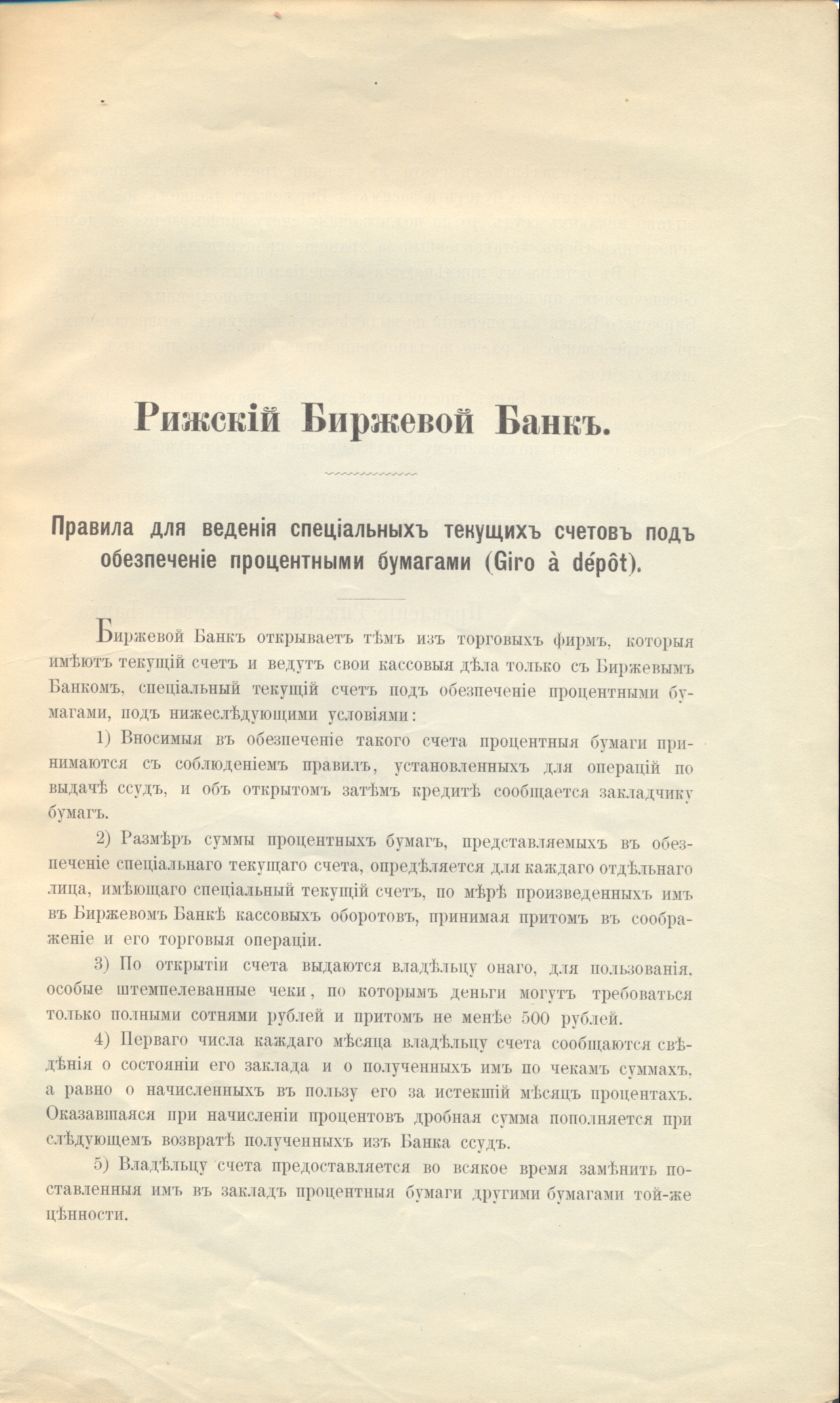 Рижскій Биржевой Банкъ.
Правила для веденія спеціальныхъ текущихъ счетовъ подъ
обезпеченіе процентными бумагами (Giro à dépôt).
Биржевой Банкъ открываетъ тѣмъ изъ торговыхъ фирмъ, которыя
имѣютъ текущій счетъ и ведутъ свои кассовыя дѣла только съ Биржевымъ
Банкомъ, спеціальный текущій счетъ подъ обезпеченіе процентными бу-
магами, подъ нижеслѣдующими условіями:
1) Вносимыя въ обезпеченіе такого счета процентныя бумаги при-
нимаются съ соблюденіемъ правилъ, установленныхъ для операцій по
выдачѣ ссудъ, и объ открытомъ затѣмъ кредитѣ сообщается закладчику
бумагъ.
2) Размѣръ суммы процентныхъ бумагъ, представляемыхъ въ обез-
печеніе спеціальнаго текущаго счета, опредѣляется для каждаго отдѣльнаго
лица, имѣющаго спеціальный текущій счетъ, по мѣрѣ произведенныхъ имъ
въ Биржевомъ Банкѣ кассовыхъ оборотовъ, принимая притомъ въ сообра-
женіе и его торговыя операціи.
3) По открытіи счета выдаются владѣльцу онаго, для пользованія,
особые штемпелеванные чеки, по которымъ деньги могутъ требоваться
только полными сотнями рублей и притомъ не менѣе 500 рублей.
4) Перваго числа каждаго мѣсяца владѣльцу счета сообщаются свѣ-
дѣнія о состояніи его заклада и о полученныхъ имъ по чекамъ суммахъ,
а равно о начисленныхъ въ пользу его за истекшій мѣсяцъ процентахъ.
Оказавшаяся при начисленіи процентовъ дробная сумма пополняется при
слѣдующемъ возвратѣ полученныхъ изъ Банка ссудъ.
5) Владѣльцу счета предоставляется во всякое время замѣнить по-
ставленныя имъ въ закладъ процентныя бумаги другими бумагами той-же
цѣнности.